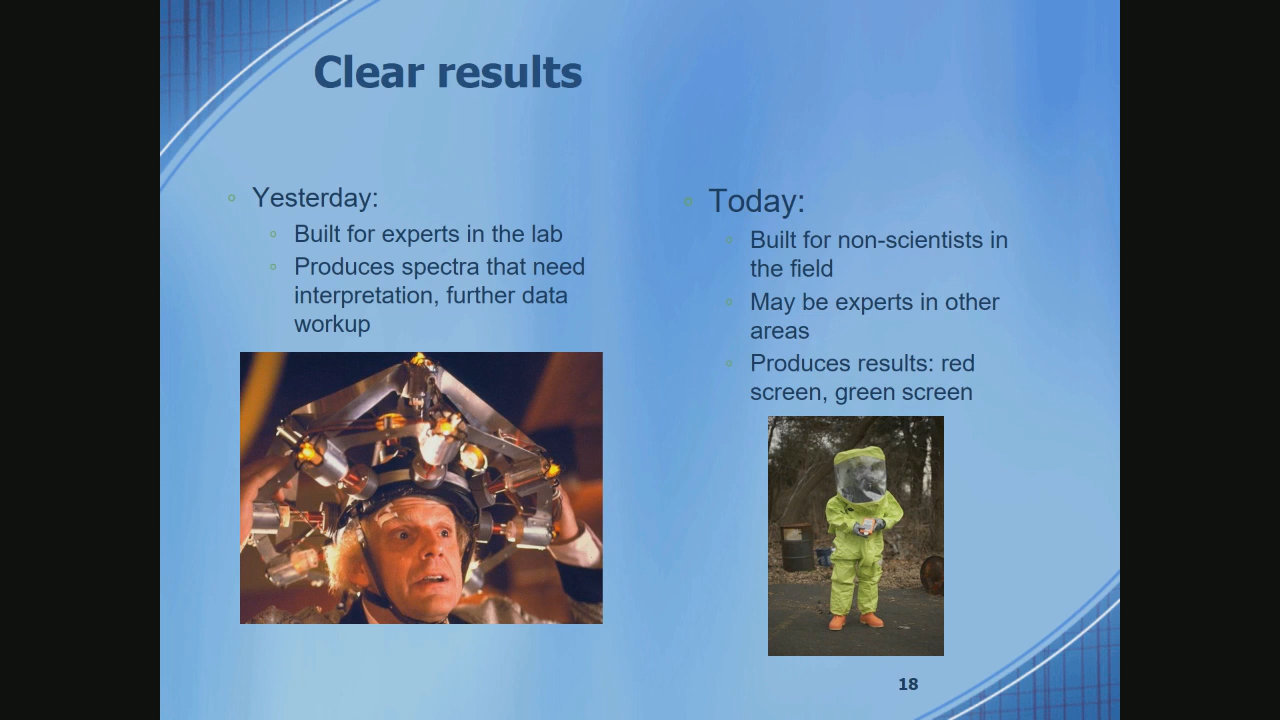 Clear results
Yesterday:
Built for experts in the lab
Produces spectra that need
interpretation, further data
workup
Today:
Built for non-scientists in
the field
May be experts in other
areas
Produces results: red
screen, green screen
18